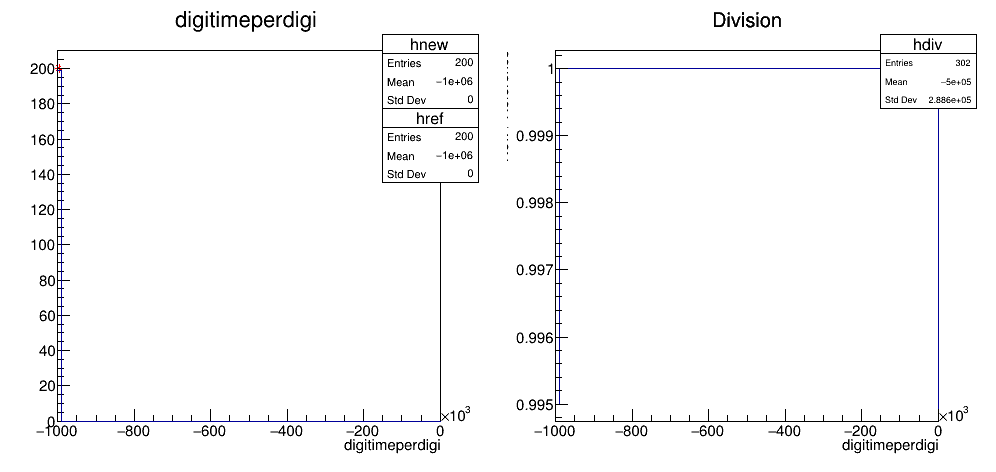 digitimeperdigi
hnew
Entries 200
Mean −1e+06
Std Dev 0
href
Entries 200
Mean −1e+06
Std Dev 0
200
180
160
140
120
100
80
60
40
20
0
−1000 −800 −600 −400 −200 0
×10³
digitimeperdigi
Division
hdiv
Entries 302
Mean −5e+05
Std Dev 2.886e+05
1
0.999
0.998
0.997
0.996
0.995
−1000 −800 −600 −400 −200 0
×10³
digitimeperdigi